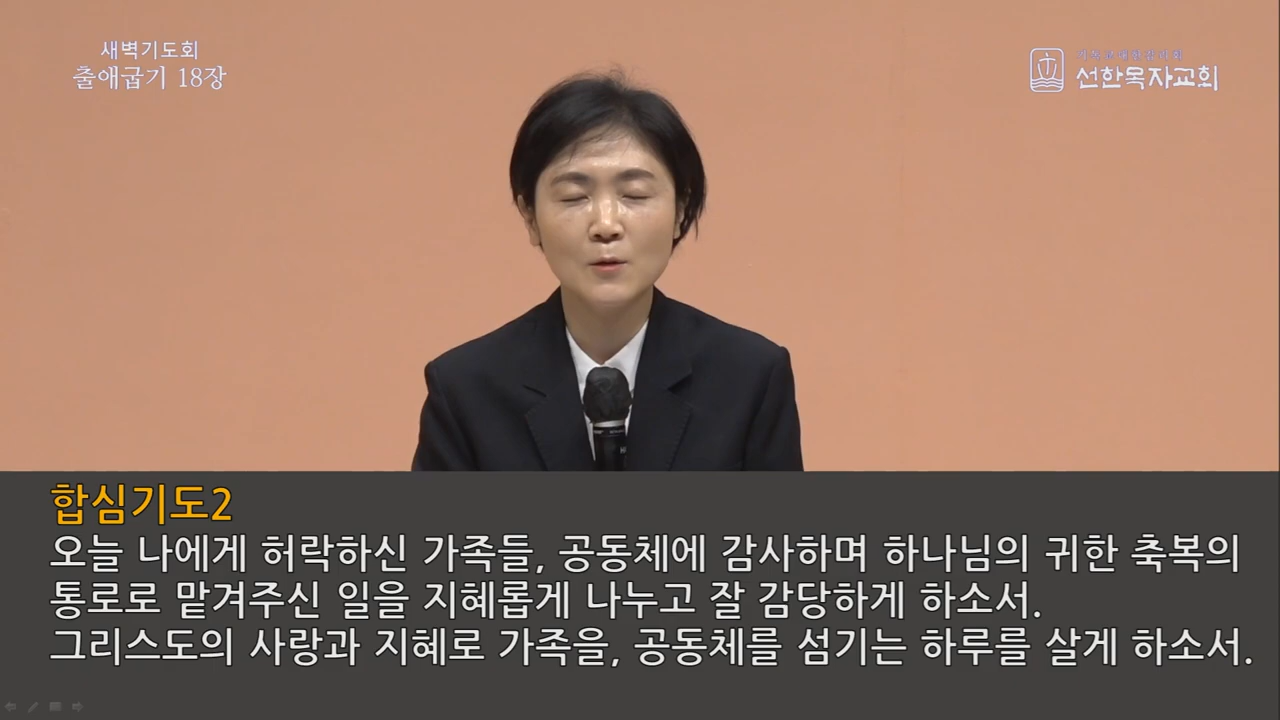 새벽기도회
출애굽기 18장
선한목자교회
합심기도2
오늘 나에게 허락하신 가족들, 공동체에 감사하며 하나님의 귀한 축복의
통로로 맡겨주신 일을 지혜롭게 나누고 잘 감당하게 하소서.
그리스도의 사랑과 지혜로 가족을, 공동체를 섬기는 하루를 살게 하소서.